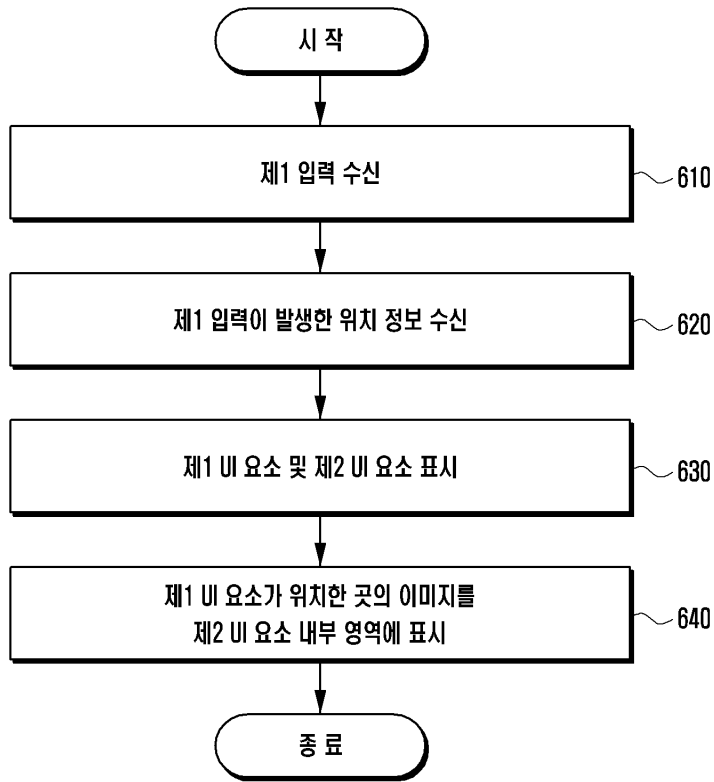 시 작
제1 입력 수신
610
제1 입력이 발생한 위치 정보 수신
620
제1 UI 요소 및 제2 UI 요소 표시
630
제1 UI 요소가 위치한 곳의 이미지를
제2 UI 요소 내부 영역에 표시
640
종 료